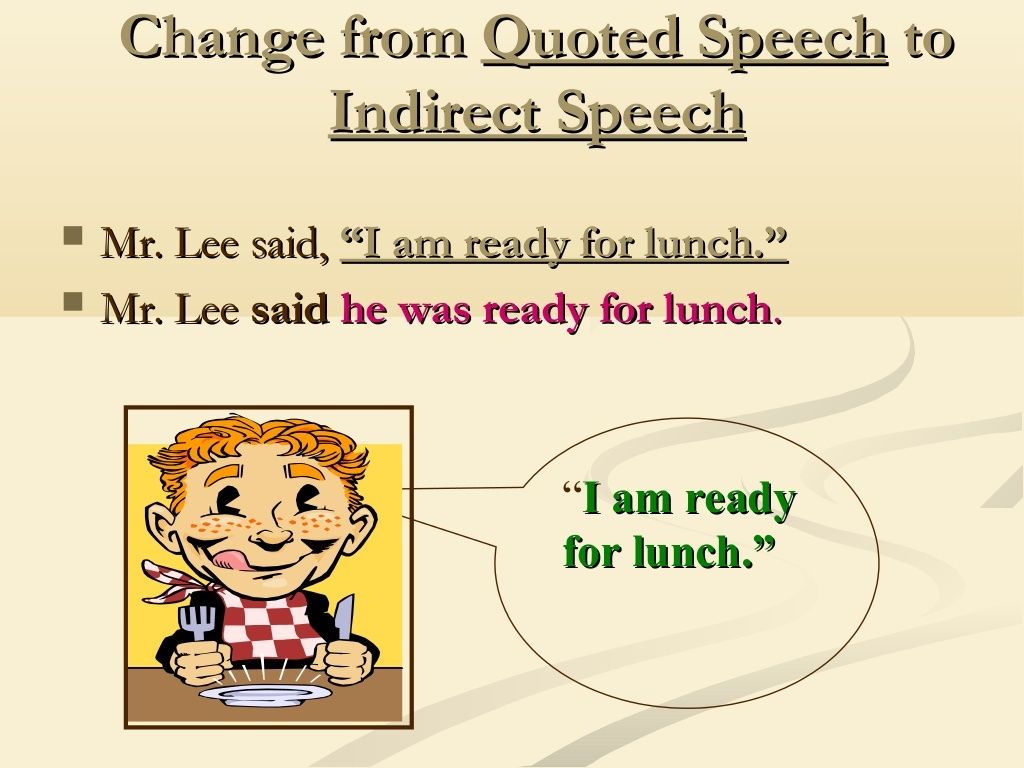 Change from Quoted Speech to
Indirect Speech
Mr. Lee said, “I am ready for lunch.”
Mr. Lee said he was ready for lunch.
“I am ready
for lunch.”